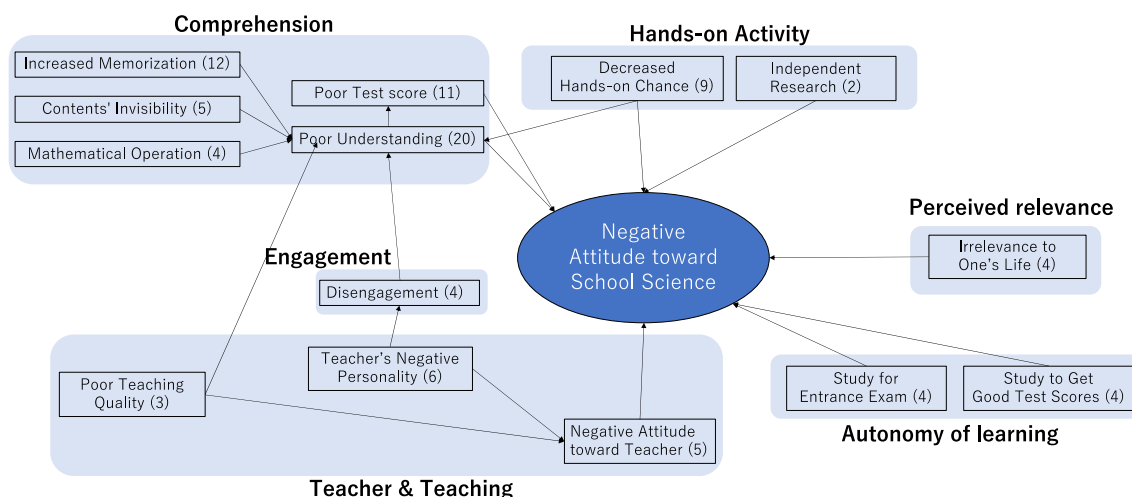 Comprehension
Increased Memorization (12)
Contents' Invisibility (5)
Mathematical Operation (4)
Poor Test score (11)
Poor Understanding (20)
Hands-on Activity
Decreased
Hands-on Chance (9)
Independent
Research (2)
Negative
Attitude toward
School Science
Perceived relevance
Irrelevance to
One's Life (4)
Engagement
Disengagement (4)
Teacher's Negative
Personality (6)
Poor Teaching
Quality (3)
Negative Attitude
toward Teacher (5)
Teacher & Teaching
Study for
Entrance Exam (4)
Study to Get
Good Test Scores (4)
Autonomy of learning